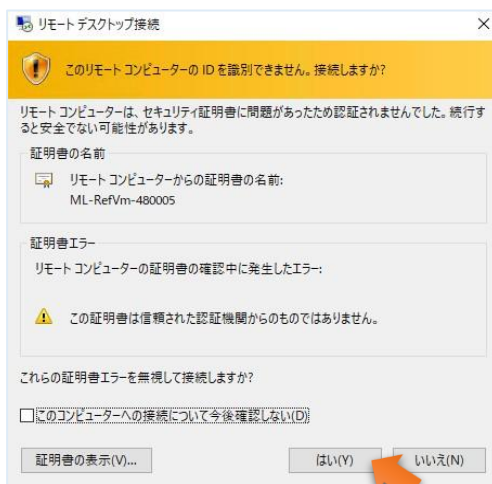 リモート デスクトップ接続
このリモート コンピューターの ID を識別できません。接続しますか?
リモート コンピューターは、セキュリティ証明書に問題があったため認証されませんでした。続行す
ると安全でない可能性があります。
証明書の名前
リモート コンピューターからの証明書の名前:
ML-RefVm-480005
証明書エラー
リモート コンピューターの証明書の確認中に発生したエラー:
この証明書は信頼された認証機関からのものではありません。
これらの証明書エラーを無視して接続しますか?
このコンピューターへの接続について今後確認しない(D)
証明書の表示(V)...
はい(Y)
いいえ(N)